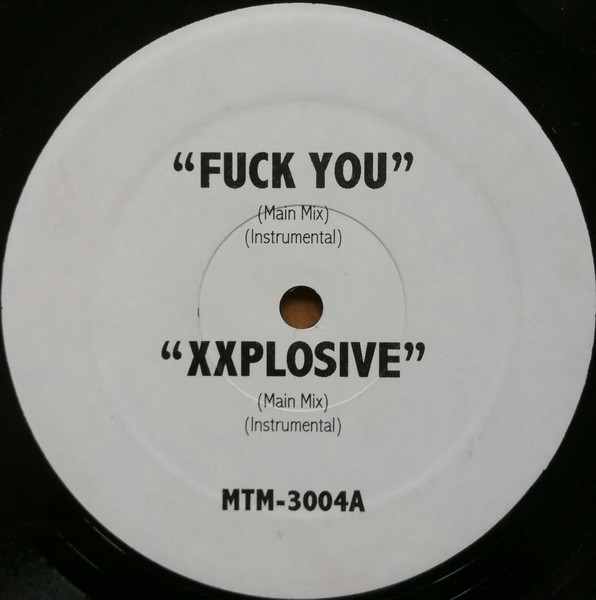 “FUCK YOU”
(Main Mix)
(Instrumental)
“XXPLOSIVE”
(Main Mix)
(Instrumental)
MTM-3004A